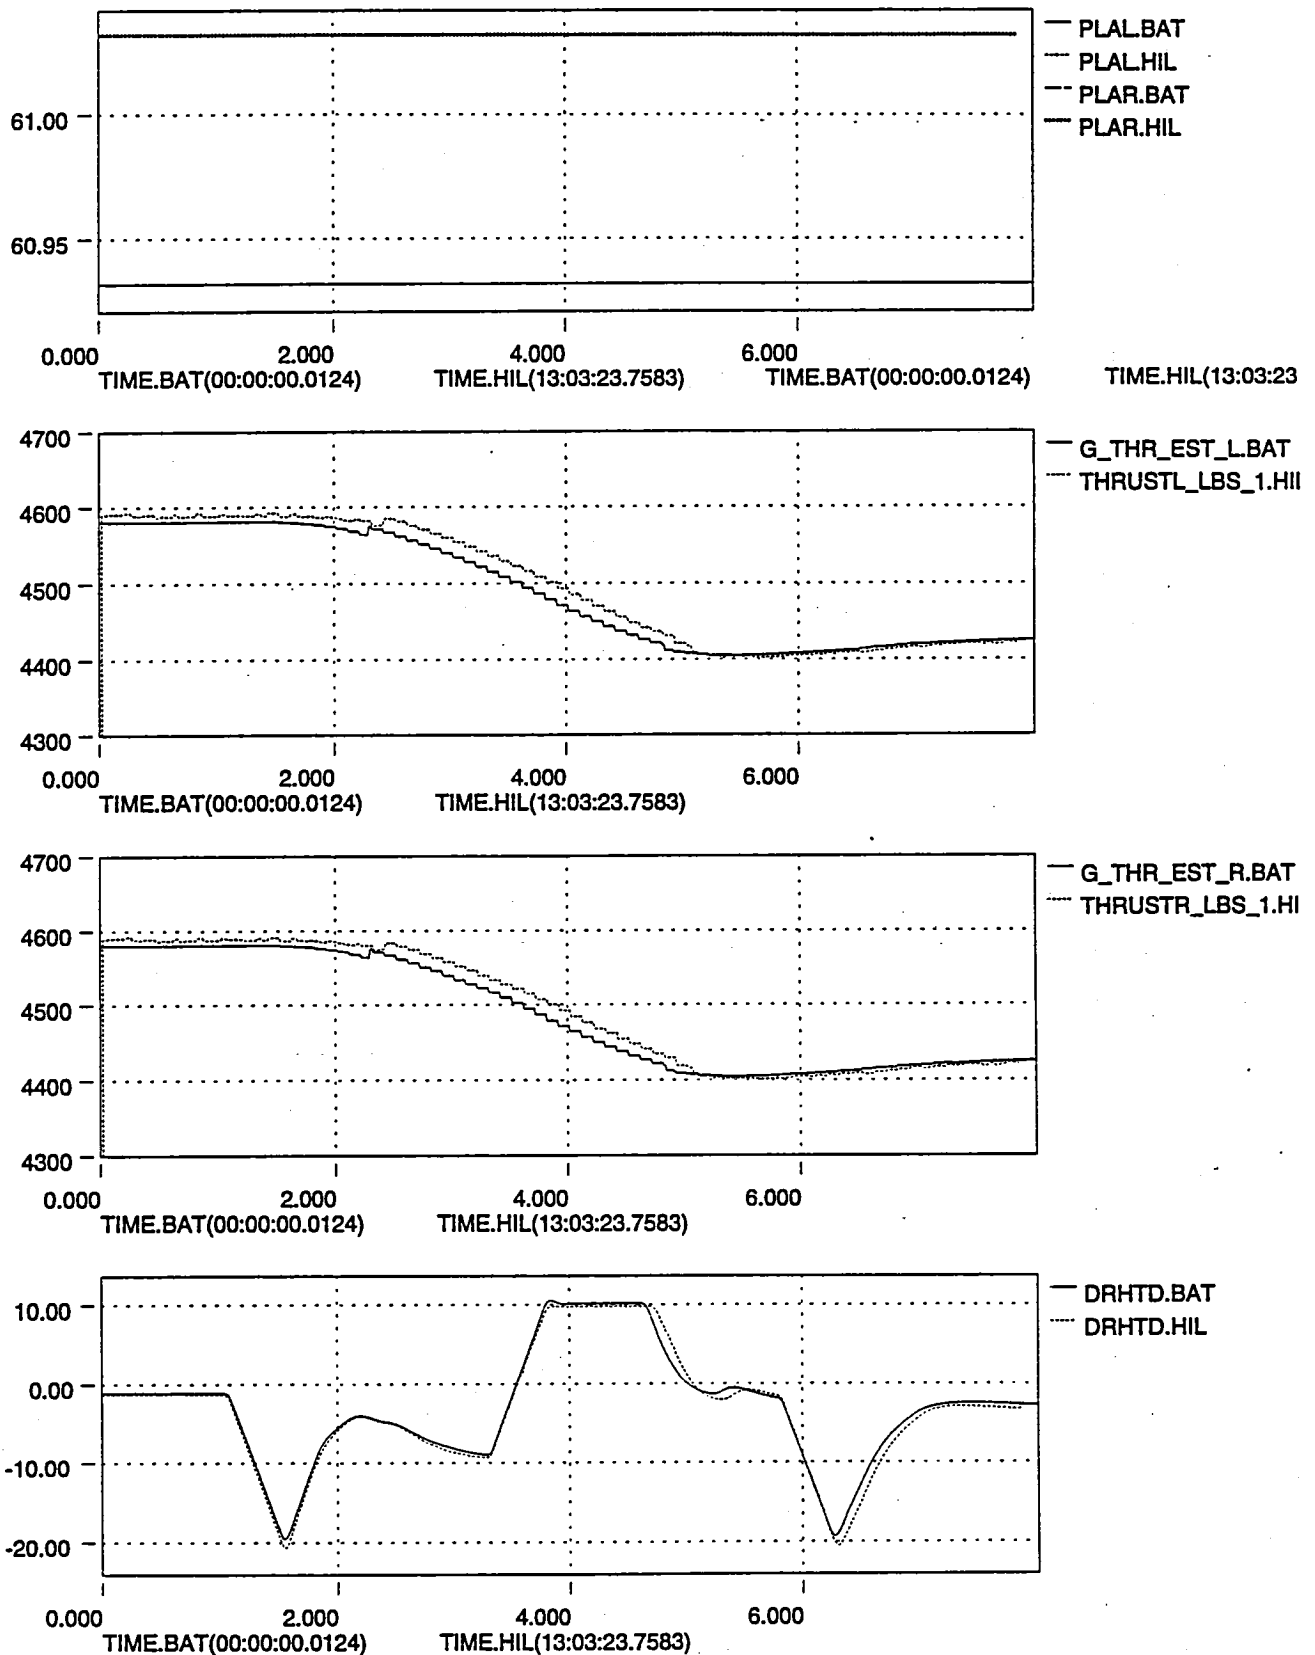 PLAL.BAT
PLAL.HIL
PLAR.BAT
PLAR.HIL
61.00
60.95
0.000 2.000 4.000 6.000
TIME.BAT(00:00:00.0124) TIME.HIL(13:03:23.7583) TIME.BAT(00:00:00.0124) TIME.HIL(13:03:23
4700
G_THR_EST_L.BAT
THRUSTL_LBS_1.HII
4600
4500
4400
4300
0.000 2.000 4.000 6.000
TIME.BAT(00:00:00.0124) TIME.HIL(13:03:23.7583)
4700
G_THR_EST_R.BAT
THRUSTR_LBS_1.HI
4600
4500
4400
4300
0.000 2.000 4.000 6.000
TIME.BAT(00:00:00.0124) TIME.HIL(13:03:23.7583)
DRHTD.BAT
10.00
DRHTD.HIL
0.00
-10.00
-20.00
0.000 2.000 4.000 6.000
TIME.BAT(00:00:00.0124) TIME.HIL(13:03:23.7583)